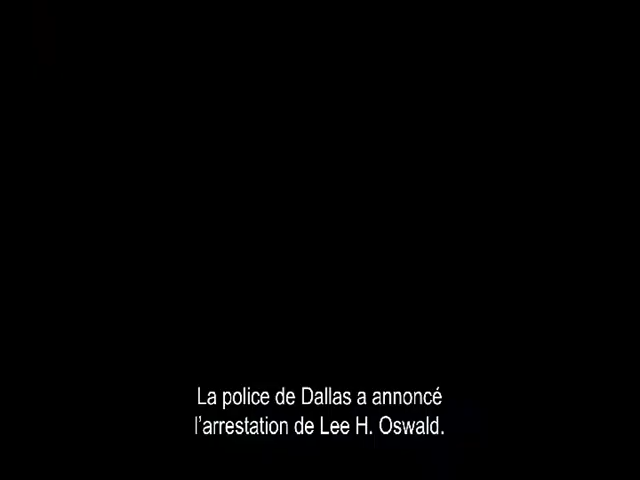 La police de Dallas a annoncé
l'arrestation de Lee H. Oswald.